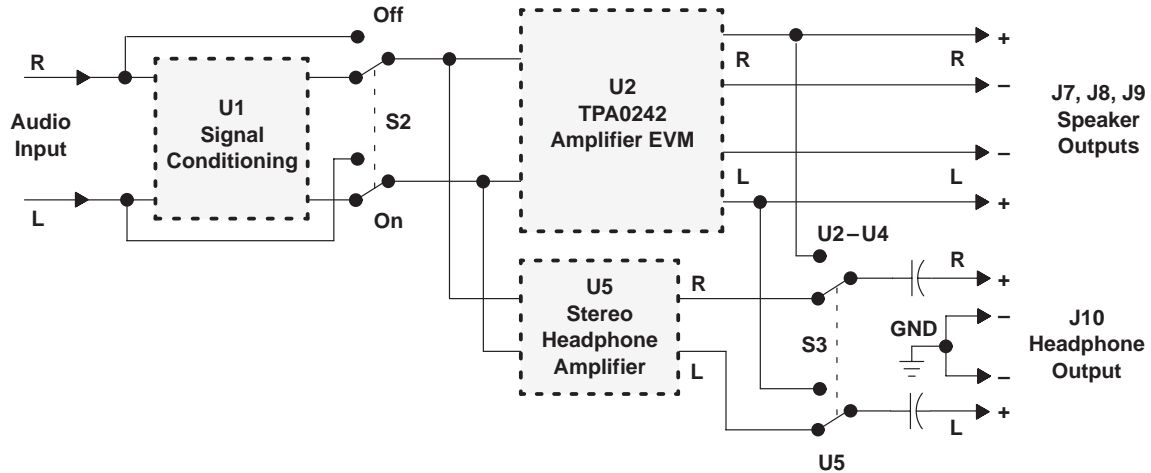 Off
R
U1
Signal
Conditioning
Audio
Input
L
S2
On
U2
TPA0242
Amplifier EVM
R
R
+
–
–
L
L
+
J7, J8, J9
Speaker
Outputs
U2–U4
U5
Stereo
Headphone
Amplifier
R
L
S3
R
+
GND
–
–
L
+
J10
Headphone
Output
U5